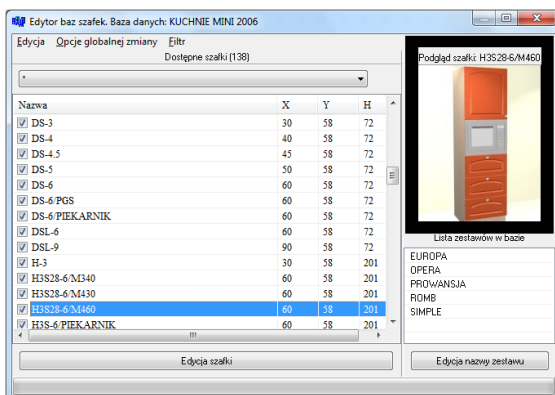 Edytor baz szafek. Baza danych: KUCHNIE MINI 2006
Edycja Opcje globalnej zmiany Filtr
Dostępne szafki (138)
*
Nazwa X Y H
DS-3 30 58 72
DS-4 40 58 72
DS-4.5 45 58 72
DS-5 50 58 72
DS-6 60 58 72
DS-6/PGS 60 58 72
DS-6/PIEKARNIK 60 58 72
DSL-6 60 58 72
DSL-9 90 58 72
H-3 30 58 201
H3S28-6/M340 60 58 201
H3S28-6/M430 60 58 201
H3S28-6/M460 60 58 201
H3S-6/PIEKARNIK 60 58 201
Edycja szafki
Podgląd szafki: H3S28-6/M460
Lista zestawów w bazie
EUROPA
OPERA
PROWANSJA
ROMB
SIMPLE
Edycja nazwy zestawu